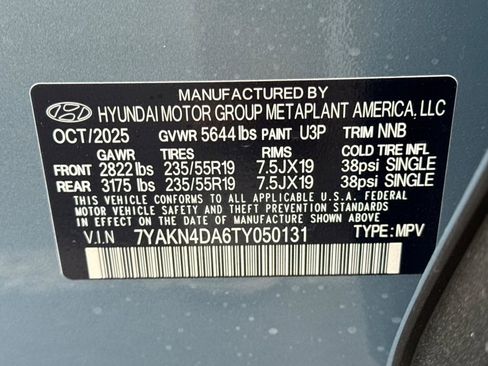 MANUFACTURED BY
HYUNDAI MOTOR GROUP METAPLANT AMERICA, LLC
OCT/2025 GVWR 5644 lbs PAINT U3P TRIM NNB
GAWR TIRES RIMS COLD TIRE INFL
FRONT 2822 lbs 235/55R19 7.5JX19 38psi SINGLE
REAR 3175 lbs 235/55R19 7.5JX19 38psi SINGLE
THIS VEHICLE CONFORMS TO ALL APPLICABLE U.S.A. FEDERAL
MOTOR VEHICLE SAFETY STANDARDS IN EFFECT ON THE
DATE OF MANUFACTURE SHOWN ABOVE.
V.I.N 7YAKN4DA6TY050131 TYPE: MPV